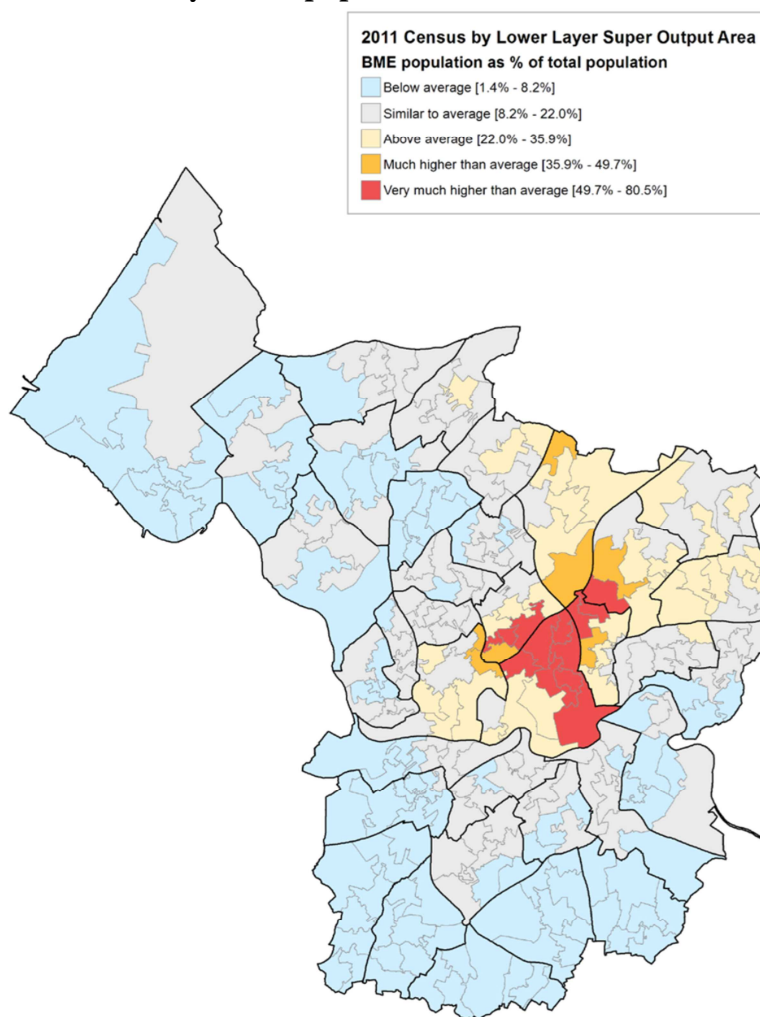 2011 Census by Lower Layer Super Output Area
BME population as % of total population
Below average [1.4% - 8.2%]
Similar to average [8.2% - 22.0%]
Above average [22.0% - 35.9%]
Much higher than average [35.9% - 49.7%]
Very much higher than average [49.7% - 80.5%]